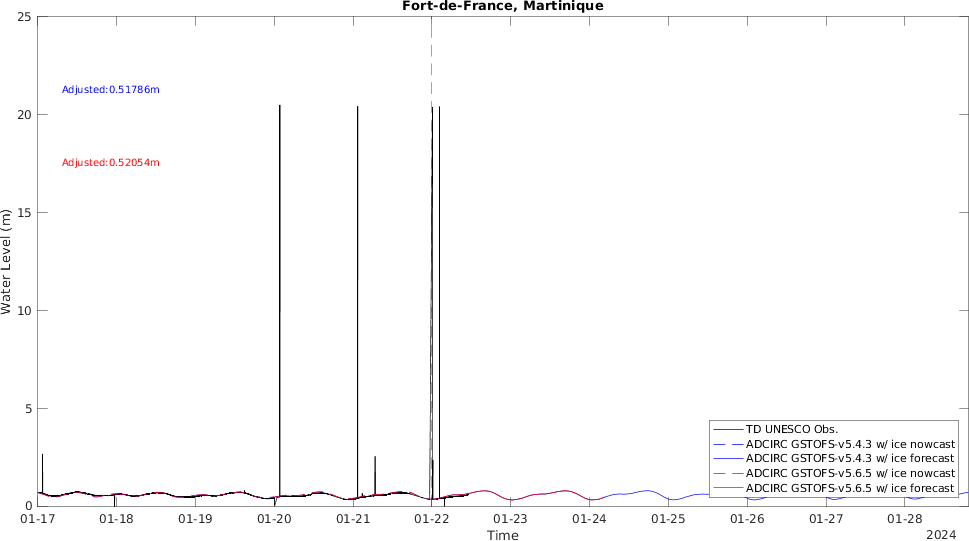 Fort-de-France, Martinique
25
20
15
10
5
0
Water Level (m)
Adjusted:0.51786m
Adjusted:0.52054m
TD UNESCO Obs.
ADCIRC GSTOFS-v5.4.3 w/ ice nowcast
ADCIRC GSTOFS-v5.4.3 w/ ice forecast
ADCIRC GSTOFS-v5.6.5 w/ ice nowcast
ADCIRC GSTOFS-v5.6.5 w/ ice forecast
01-17 01-18 01-19 01-20 01-21 01-22 01-23 01-24 01-25 01-26 01-27 01-28
Time
2024